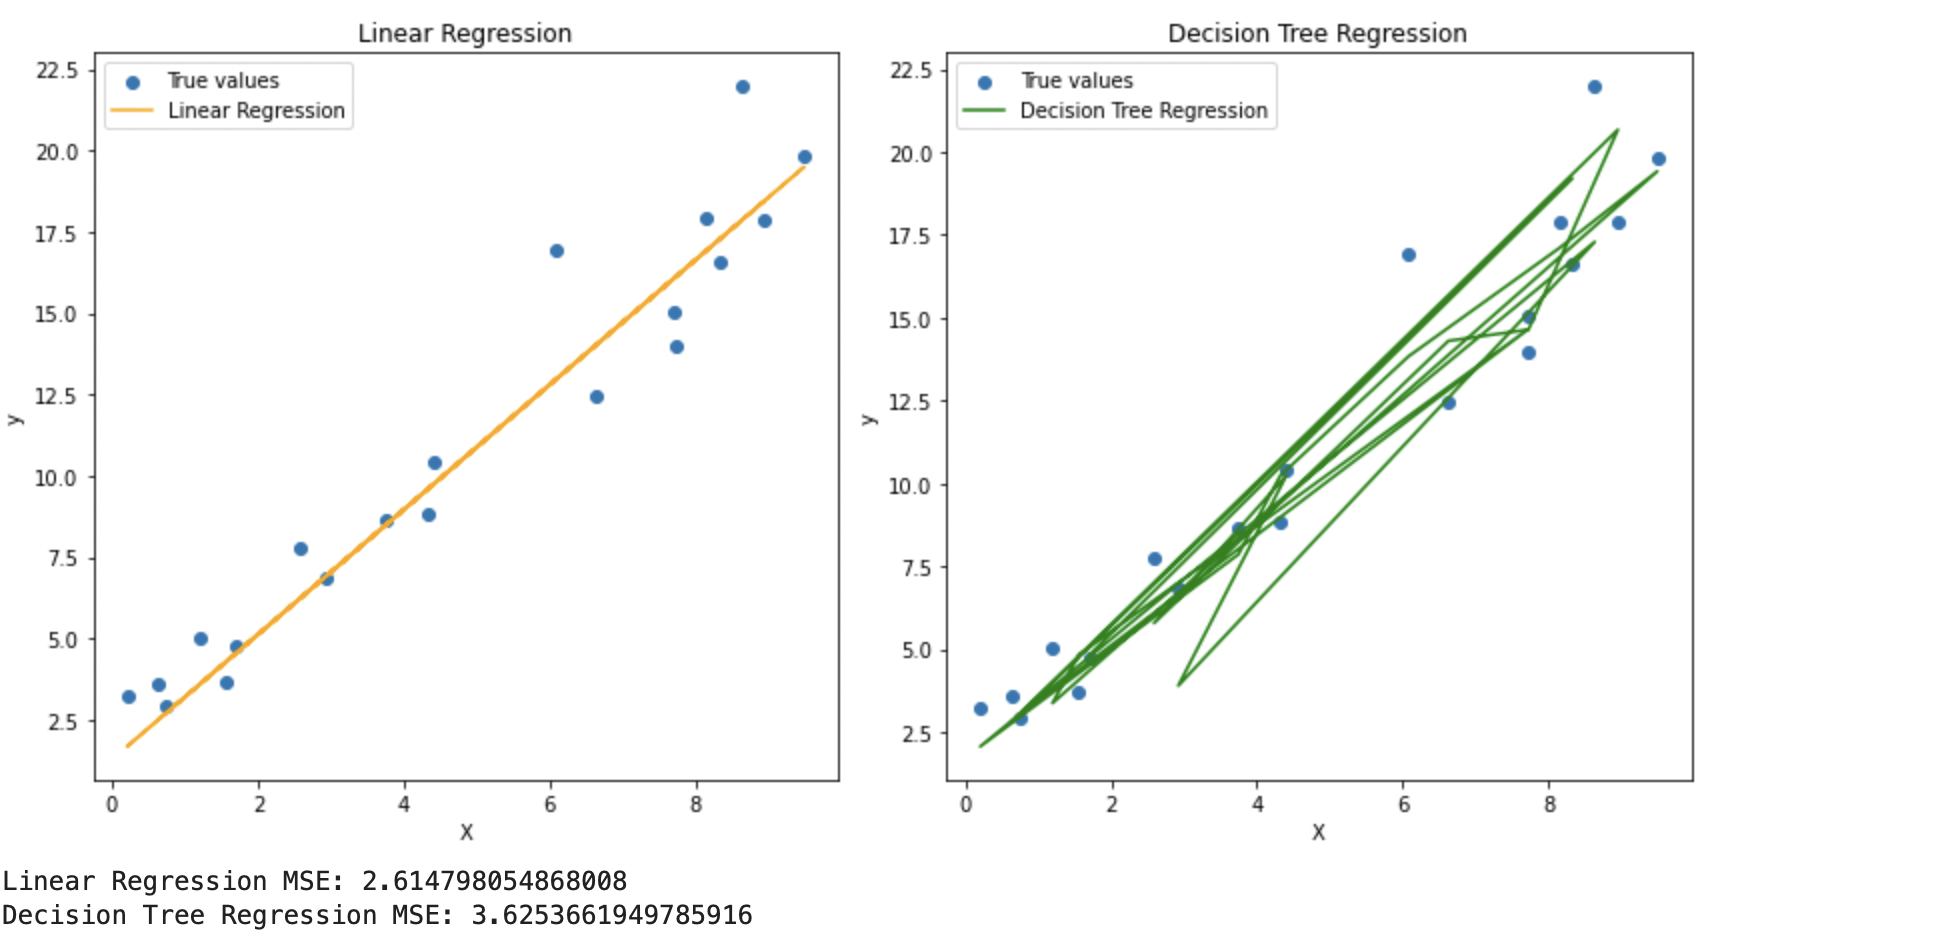 Linear Regression
22.5
20.0
17.5
15.0
12.5
10.0
7.5
5.0
2.5
y
True values
Linear Regression
0 2 4 6 8
X
Decision Tree Regression
22.5
20.0
17.5
15.0
12.5
10.0
7.5
5.0
2.5
y
True values
Decision Tree Regression
0 2 4 6 8
X
Linear Regression MSE: 2.614798054868008
Decision Tree Regression MSE: 3.6253661949785916